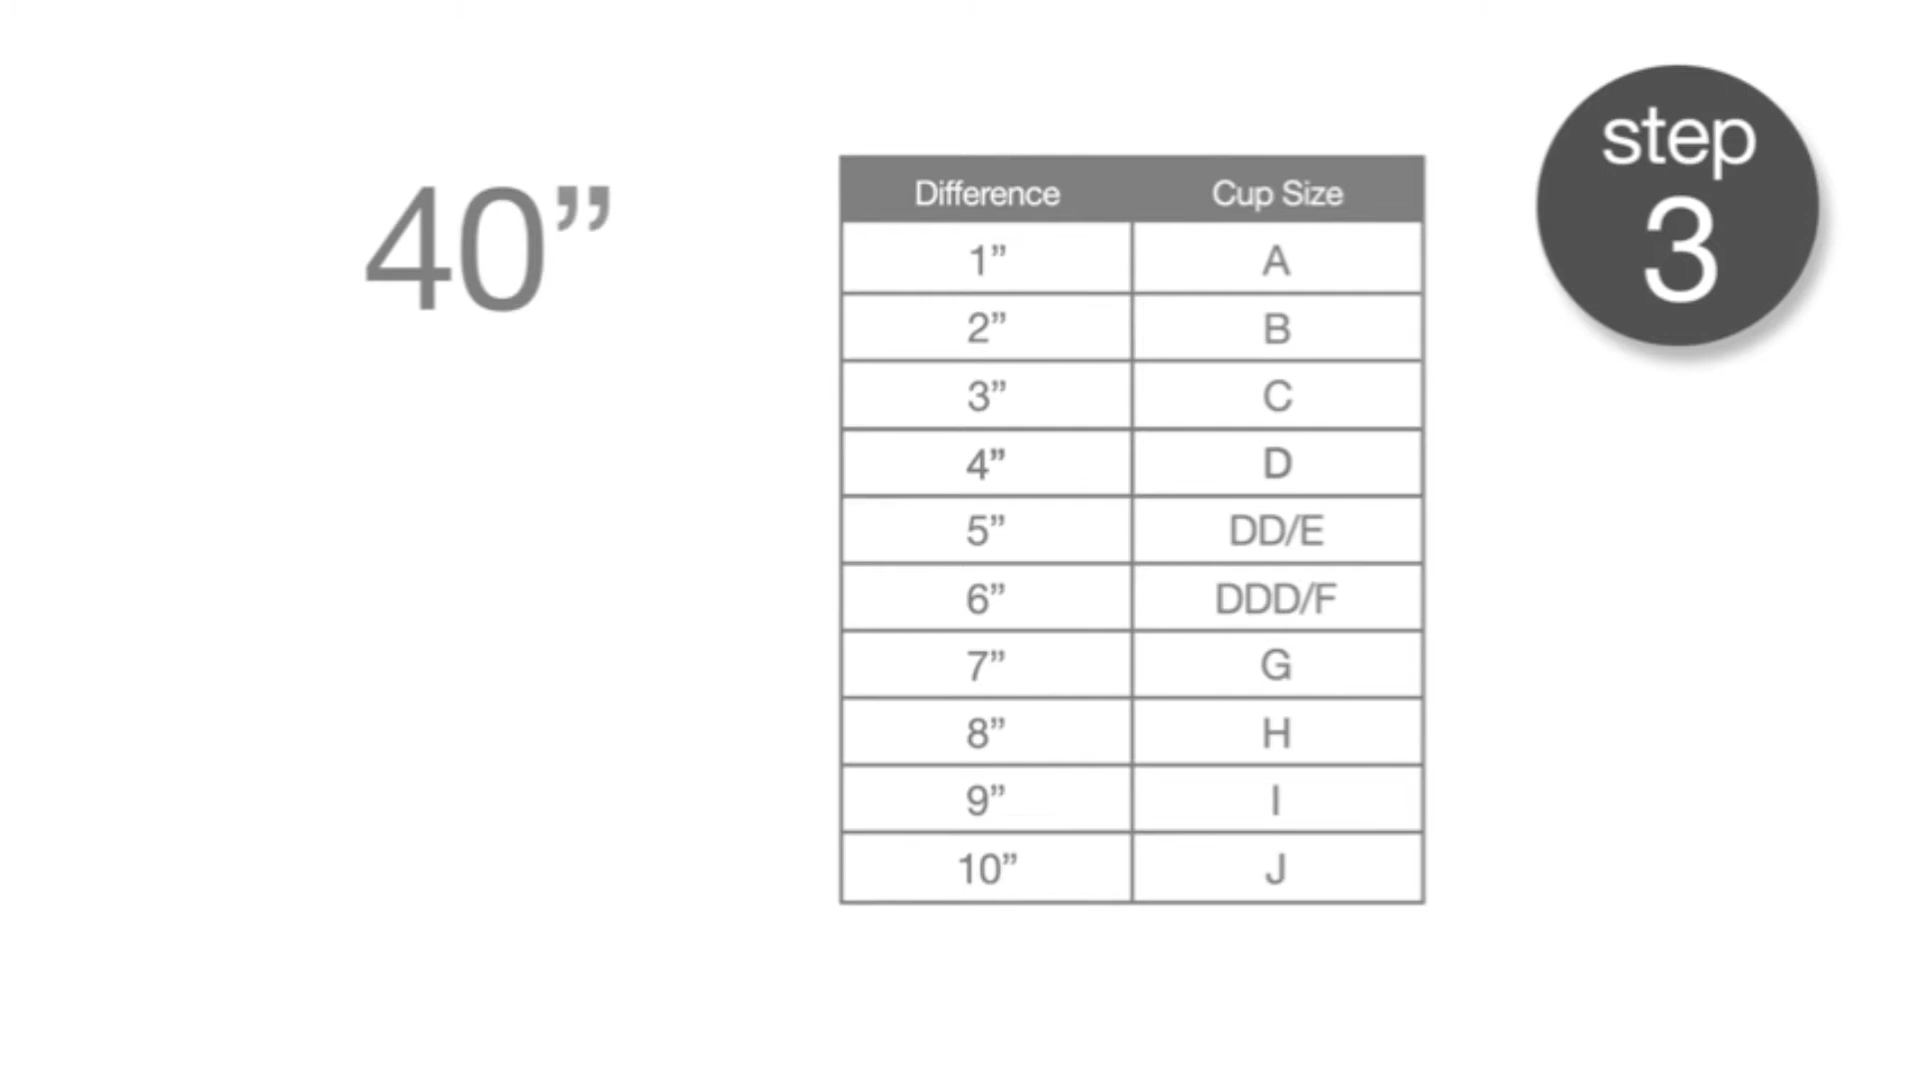 40”
Difference Cup Size
1” A
2” B
3” C
4” D
5” DD/E
6” DDD/F
7” G
8” H
9” I
10” J
step
3